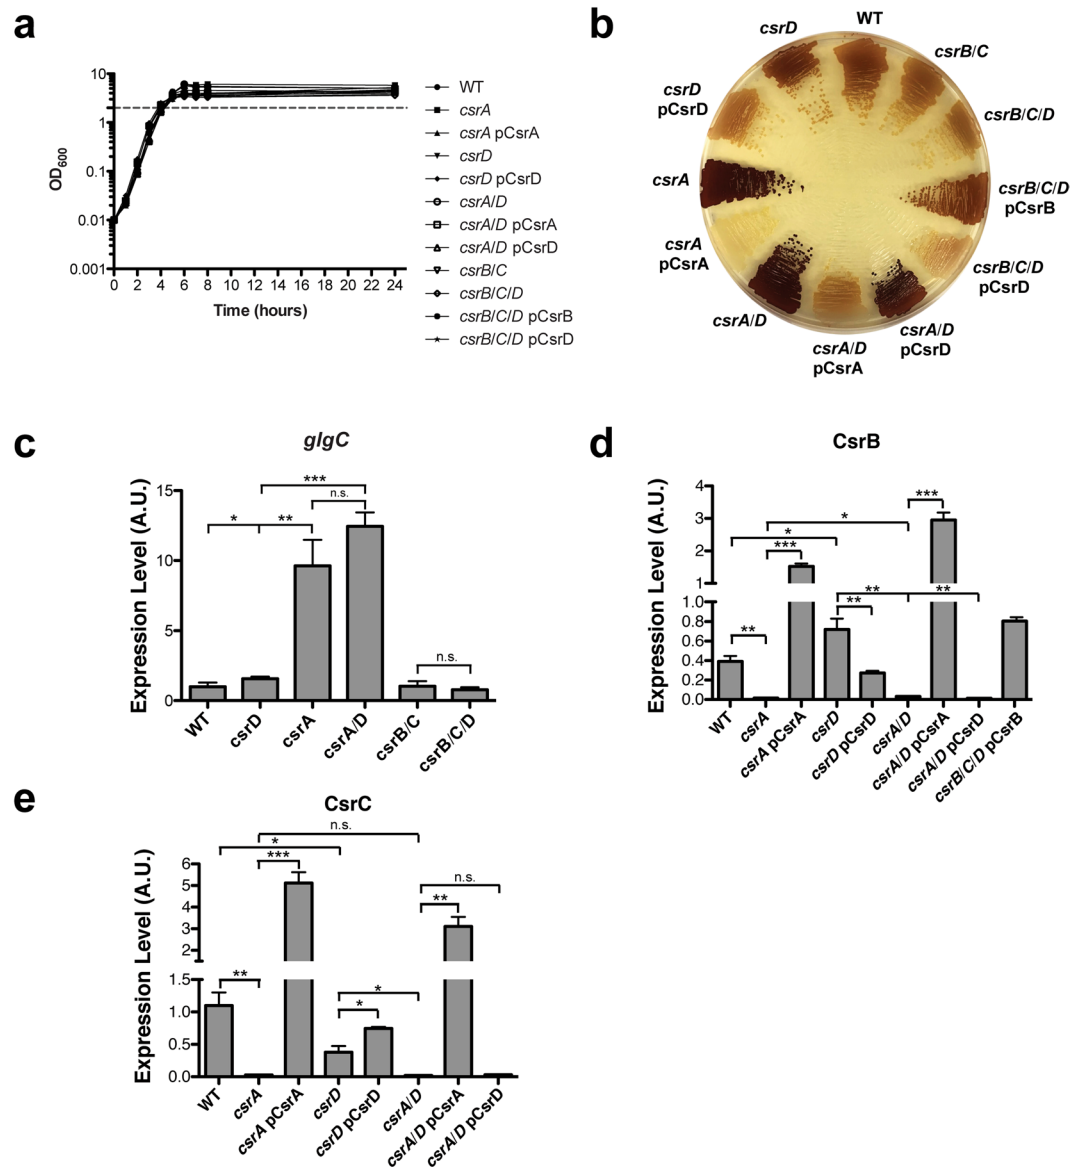 a
10
1
0.1
0.01
0.001
OD600
0 2 4 6 8 10 12 14 16 18 20 22 24
Time (hours)
WT
csrA
csrA pCsrA
csrD
csrD pCsrD
csrA/D
csrA/D pCsrA
csrA/D pCsrD
csrB/C
csrB/C/D
csrB/C/D pCsrB
csrB/C/D pCsrD
b
WT
csrD
csrB/C
csrD
pCsrD
csrB/C/D
csrA
csrB/C/D
pCsrB
csrA
pCsrA
csrB/C/D
pCsrD
csrA/D
csrA/D
pCsrA
csrA/D
pCsrD
c
glgC
Expression Level (A.U.)
15
10
5
0
***
n.s.
* **
n.s.
WT csrD csrA csrA/D csrB/C csrB/C/D
d
CsrB
Expression Level (A.U.)
4
3
2
1
1.0
0.8
0.6
0.4
0.2
0.0
***
*
*
***
** **
**
**
WT csrA csrA pCsrA csrD csrD pCsrD csrA/D csrA/D pCsrA csrA/D pCsrD csrB/C/D pCsrB
e
CsrC
Expression Level (A.U.)
6
5
4
3
2
1.5
1.0
0.5
0.0
n.s.
*
***
n.s.
**
**
*
*
WT csrA csrA pCsrA csrD csrD pCsrD csrA/D csrA/D pCsrA csrA/D pCsrD